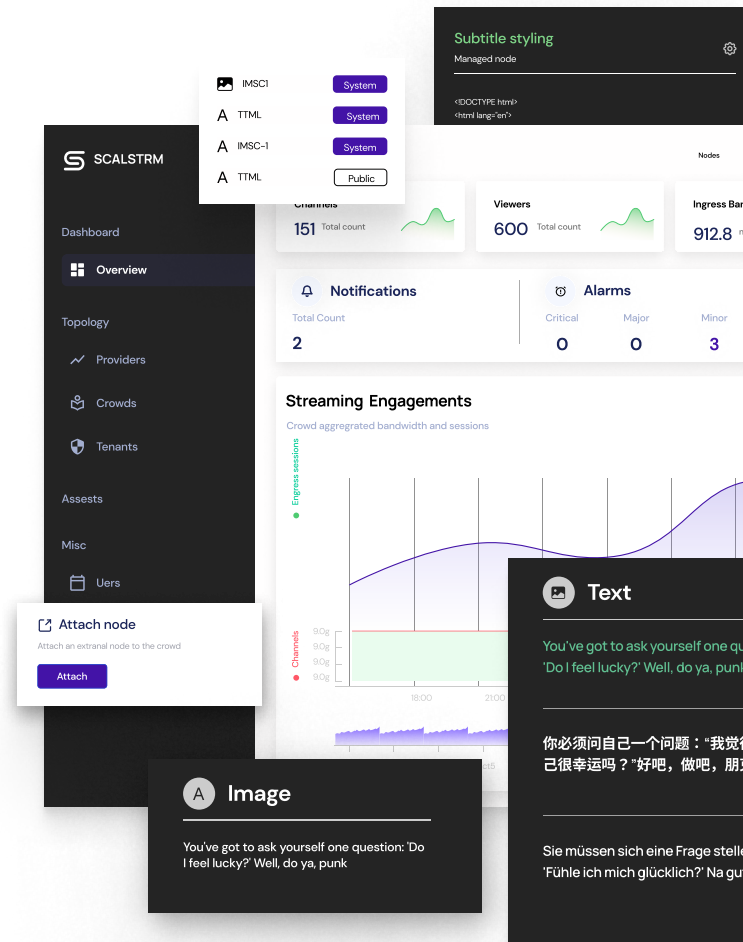 Subtitle styling
Managed node
<!DOCTYPE html>
<html lang="en">
IMSC1 System
A TTML System
A IMSC-1 System
A TTML Public
SCALSTRM
Nodes
Dashboard
Overview
Topology
Providers
Crowds
Tenants
Assests
Misc
Uers
Channels
151 Total count
Viewers
600 Total count
Ingress Ban
912.8
Notifications
Total Count
2
Alarms
Critical Major Minor
0 0 3
Streaming Engagements
Crowd aggregrated bandwidth and sessions
Engress sessions
Channels
9.0g
9.0g
9.0g
9.0g
18:00 21:00
ct5
Attach node
Attach an extranal node to the crowd
Attach
A Image
You've got to ask yourself one question: 'Do
I feel lucky?' Well, do ya, punk
Text
You've got to ask yourself one qu
'Do I feel lucky?' Well, do ya, punk
你必须问自己一个问题：“我觉得
己很幸运吗？”好吧，做吧，朋
Sie müssen sich eine Frage stelle
'Fühle ich mich glücklich?' Na gu